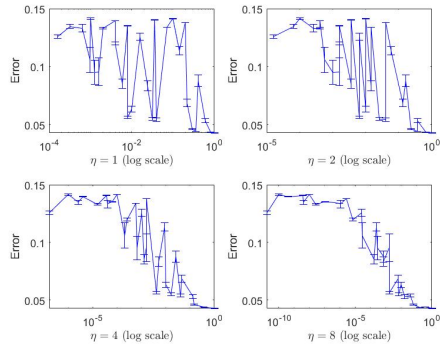 0.15
0.1
0.05
Error
10^-4
10^-2
10^0
η = 1 (log scale)
0.15
0.1
0.05
Error
10^-5
10^0
η = 2 (log scale)
0.15
0.1
0.05
Error
10^-5
10^0
η = 4 (log scale)
0.15
0.1
0.05
Error
10^-10
10^-5
10^0
η = 8 (log scale)